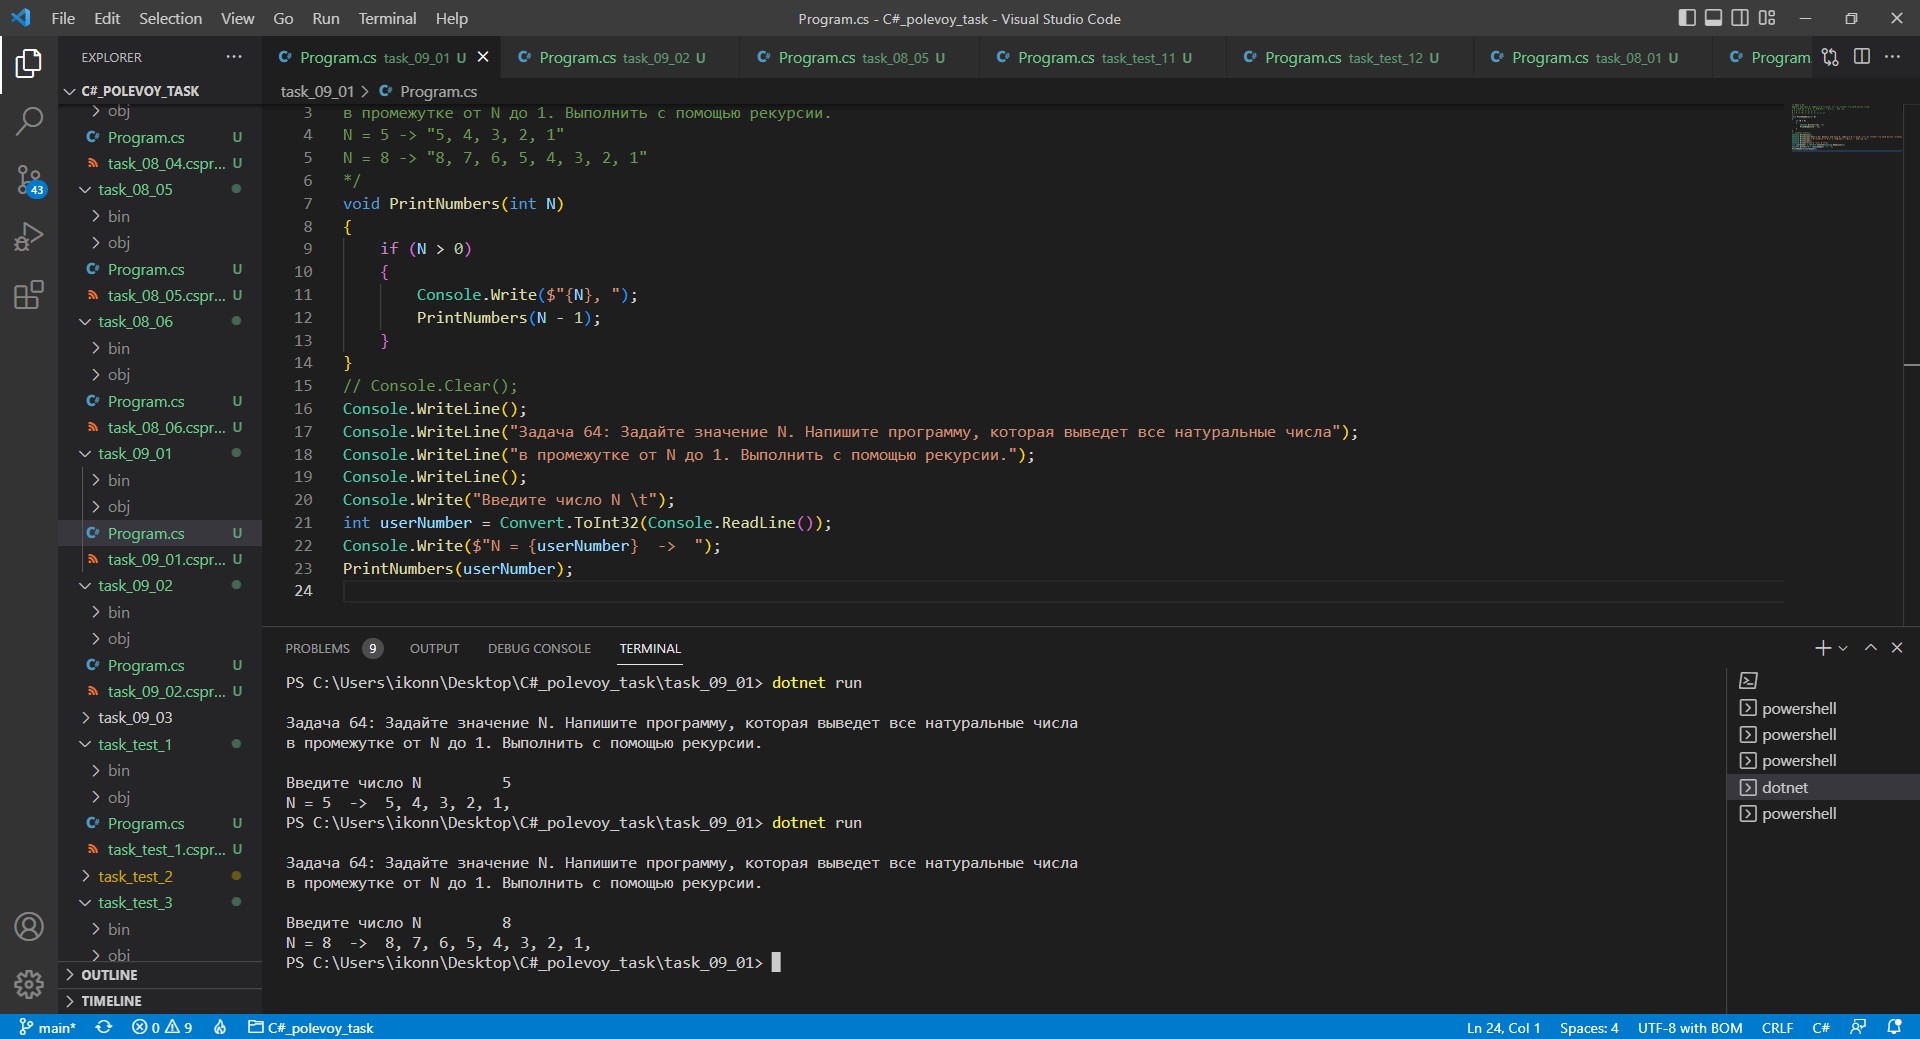 File Edit Selection View Go Run Terminal Help
Program.cs - C#_polevoy_task - Visual Studio Code
EXPLORER
Program.cs task_09_01 U
Program.cs task_09_02 U
Program.cs task_08_05 U
Program.cs task_test_11 U
Program.cs task_test_12 U
Program.cs task_08_01 U
Program
C#_POLEVOY_TASK
obj
Program.cs U
task_08_04.cspr... U
task_08_05
bin
obj
Program.cs U
task_08_05.cspr... U
task_08_06
bin
obj
Program.cs U
task_08_06.cspr... U
task_09_01
bin
obj
Program.cs U
task_09_01.cspr... U
task_09_02
bin
obj
Program.cs U
task_09_02.cspr... U
task_09_03
task_test_1
bin
obj
Program.cs U
task_test_1.cspr... U
task_test_2
task_test_3
bin
obj
OUTLINE
TIMELINE
43
task_09_01 > Program.cs
3 в промежутке от N до 1. Выполнить с помощью рекурсии.
4 N = 5 -> "5, 4, 3, 2, 1"
5 N = 8 -> "8, 7, 6, 5, 4, 3, 2, 1"
6 */
7 void PrintNumbers(int N)
8 {
9 if (N > 0)
10 {
11 Console.Write($"{N}, ");
12 PrintNumbers(N - 1);
13 }
14 }
15 // Console.Clear();
16 Console.WriteLine();
17 Console.WriteLine("Задача 64: Задайте значение N. Напишите программу, которая выведет все натуральные числа");
18 Console.WriteLine("в промежутке от N до 1. Выполнить с помощью рекурсии.");
19 Console.WriteLine();
20 Console.Write("Введите число N \t");
21 int userNumber = Convert.ToInt32(Console.ReadLine());
22 Console.Write($"N = {userNumber}  ->  ");
23 PrintNumbers(userNumber);
24
PROBLEMS 9 OUTPUT DEBUG CONSOLE TERMINAL
PS C:\Users\ikonn\Desktop\C#_polevoy_task\task_09_01> dotnet run
Задача 64: Задайте значение N. Напишите программу, которая выведет все натуральные числа
в промежутке от N до 1. Выполнить с помощью рекурсии.
Введите число N 5
N = 5  ->  5, 4, 3, 2, 1,
PS C:\Users\ikonn\Desktop\C#_polevoy_task\task_09_01> dotnet run
Задача 64: Задайте значение N. Напишите программу, которая выведет все натуральные числа
в промежутке от N до 1. Выполнить с помощью рекурсии.
Введите число N 8
N = 8  ->  8, 7, 6, 5, 4, 3, 2, 1,
PS C:\Users\ikonn\Desktop\C#_polevoy_task\task_09_01>
powershell
powershell
powershell
dotnet
powershell
main* 0 9 C#_polevoy_task
Ln 24, Col 1 Spaces: 4 UTF-8 with BOM CRLF C#